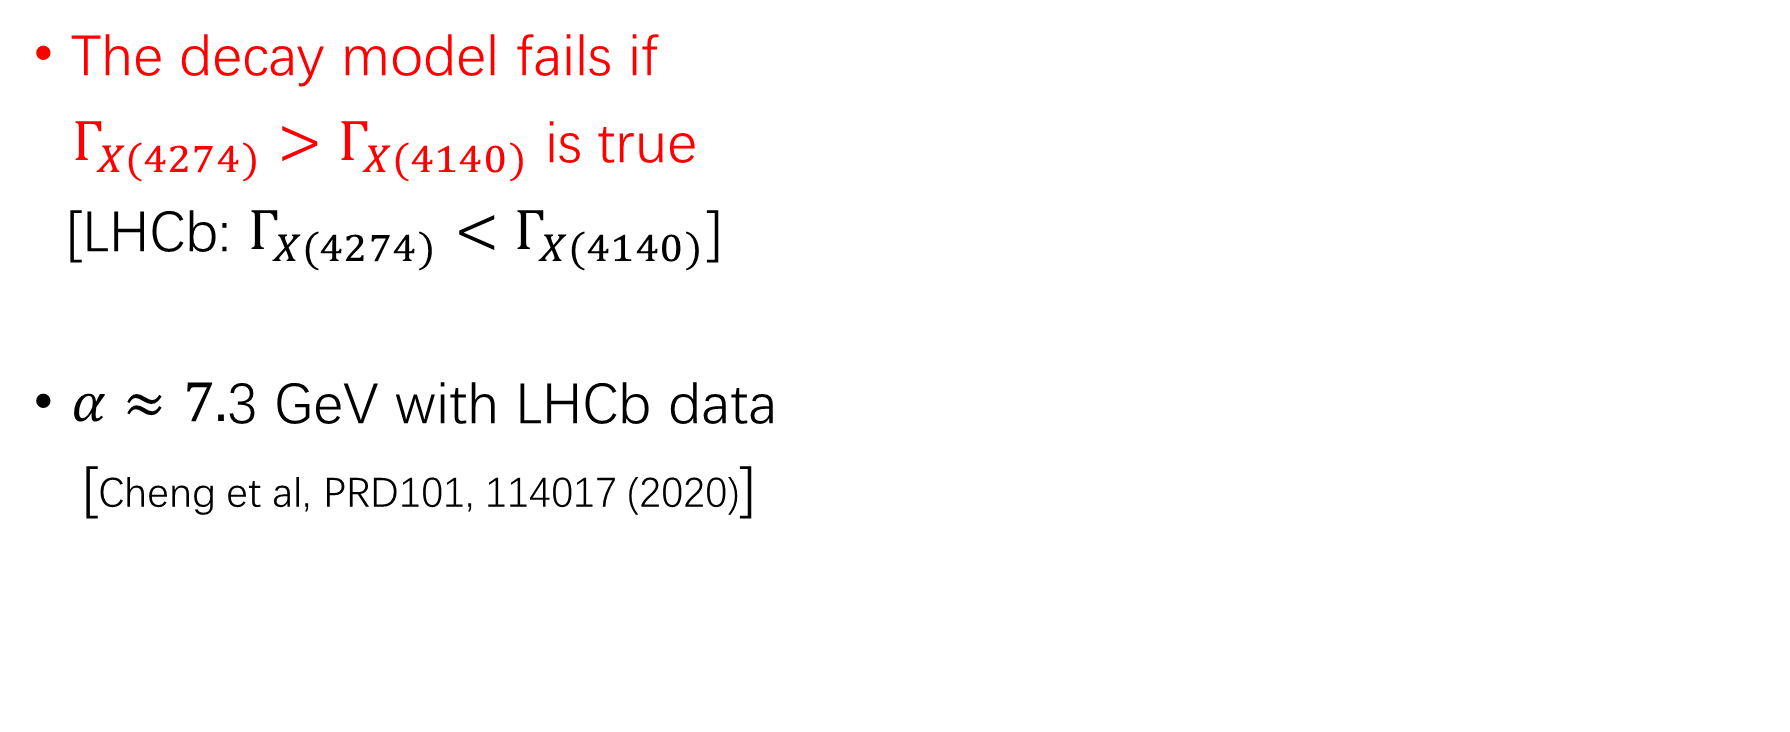 • The decay model fails if
Γ_{X(4274)} > Γ_{X(4140)} is true
[LHCb: Γ_{X(4274)} < Γ_{X(4140)}]
• α ≈ 7.3 GeV with LHCb data
[Cheng et al, PRD101, 114017 (2020)]